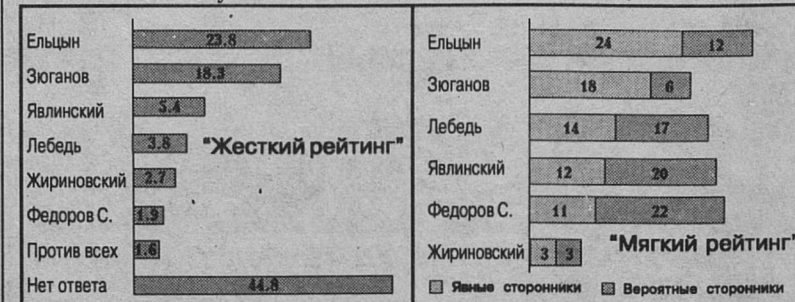 Ельцын 23.8
Зюганов 18.3
Явлинский 5.4
Лебедь 3.8
"Жесткий рейтинг"
Жириновский 2.7
Федоров С. 1.9
Против всех 1.6
Нет ответа 44.8
Ельцын 24 12
Зюганов 18 6
Лебедь 14 17
Явлинский 12 20
Федоров С. 11 22
Жириновский 3 3
"Мягкий рейтинг"
Явные сторонники Вероятные сторонники